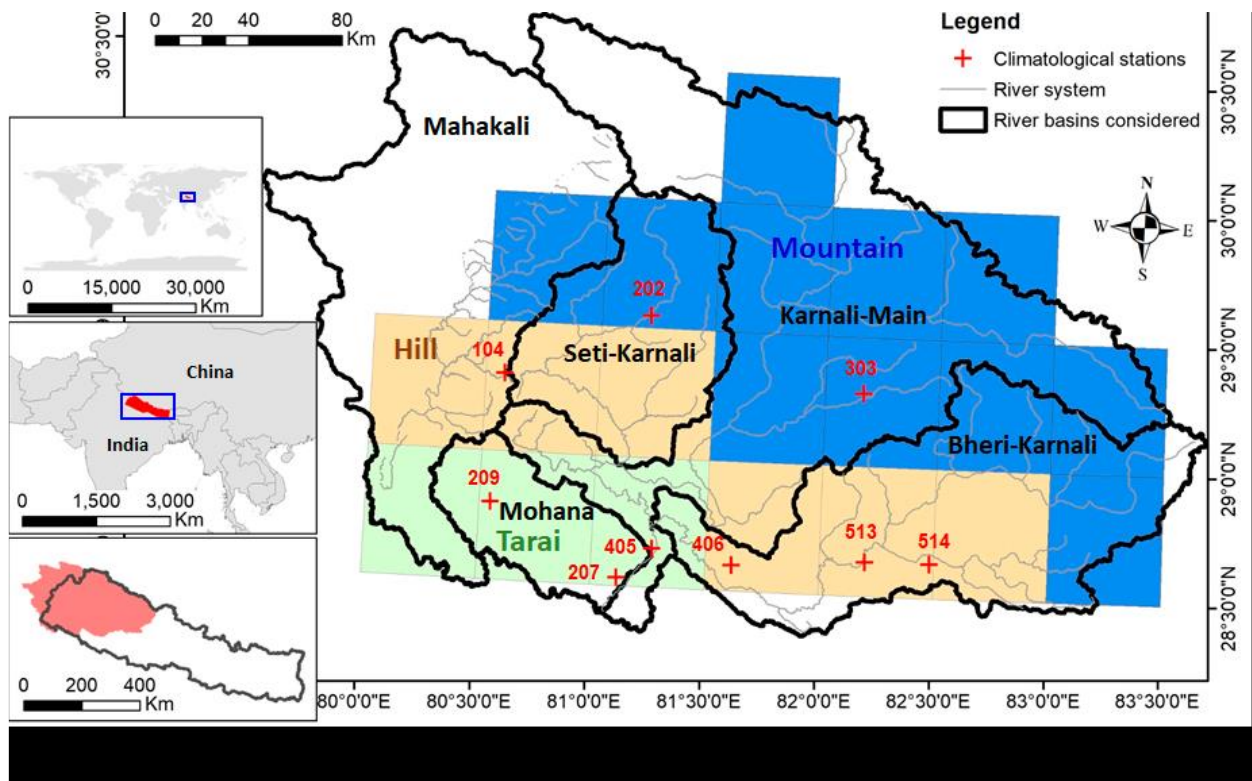 0 20 40 80
Km
30°30'0"
Legend
Climatological stations
River system
River basins considered
30°30'0"N
30°0'0"N
29°30'0"N
29°0'0"N
28°30'0"N
N
W E
S
Mahakali
Mountain
202
Karnali-Main
Hill
104
Seti-Karnali
303
Bheri-Karnali
209
Mohana
Tarai
405
406
513
514
207
15,000 30,000
Km
China
India
1,500 3,000
Km
0 200 400
Km
80°0'0"E 80°30'0"E 81°0'0"E 81°30'0"E 82°0'0"E 82°30'0"E 83°0'0"E 83°30'0"E